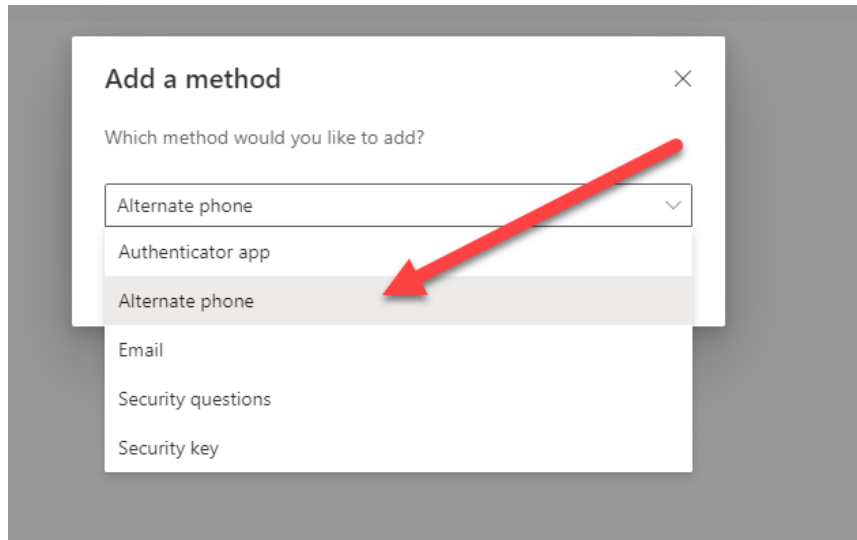 Add a method
Which method would you like to add?
Alternate phone
Authenticator app
Alternate phone
Email
Security questions
Security key